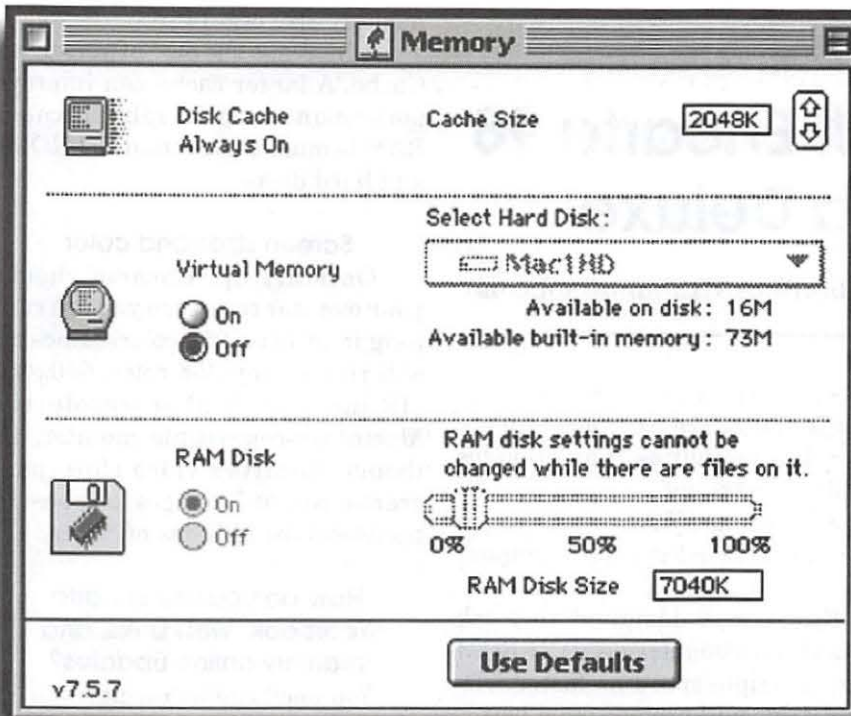 Memory
Disk Cache
Always On
Cache Size
2048K
Select Hard Disk:
Mac1HD
Virtual Memory
On
Off
Available on disk: 16M
Available built-in memory: 73M
RAM Disk
On
Off
RAM disk settings cannot be
changed while there are files on it.
0% 50% 100%
RAM Disk Size 7040K
Use Defaults
v7.5.7